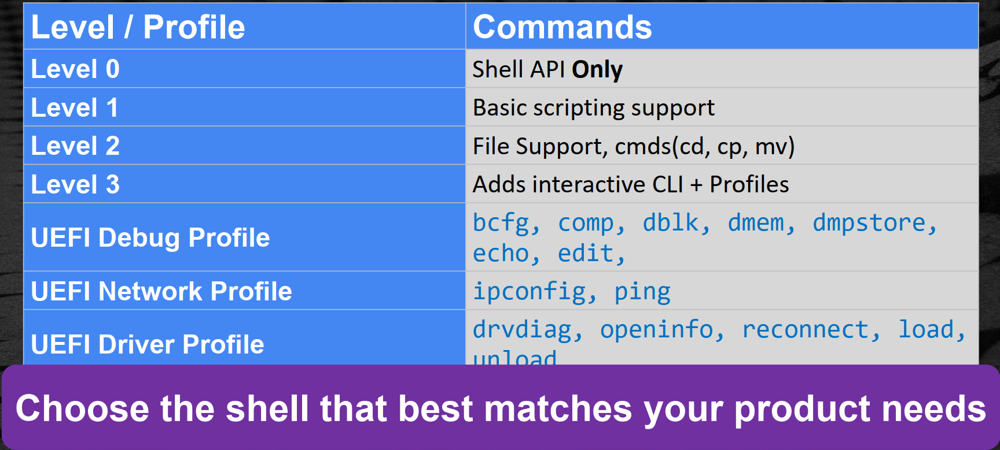 Level / Profile
Commands
Level 0
Shell API Only
Level 1
Basic scripting support
Level 2
File Support, cmds(cd, cp, mv)
Level 3
Adds interactive CLI + Profiles
UEFI Debug Profile
bcfg, comp, dblk, dmem, dmpstore,
echo, edit,
UEFI Network Profile
ipconfig, ping
UEFI Driver Profile
drvdiag, openinfo, reconnect, load,
unload
Choose the shell that best matches your product needs